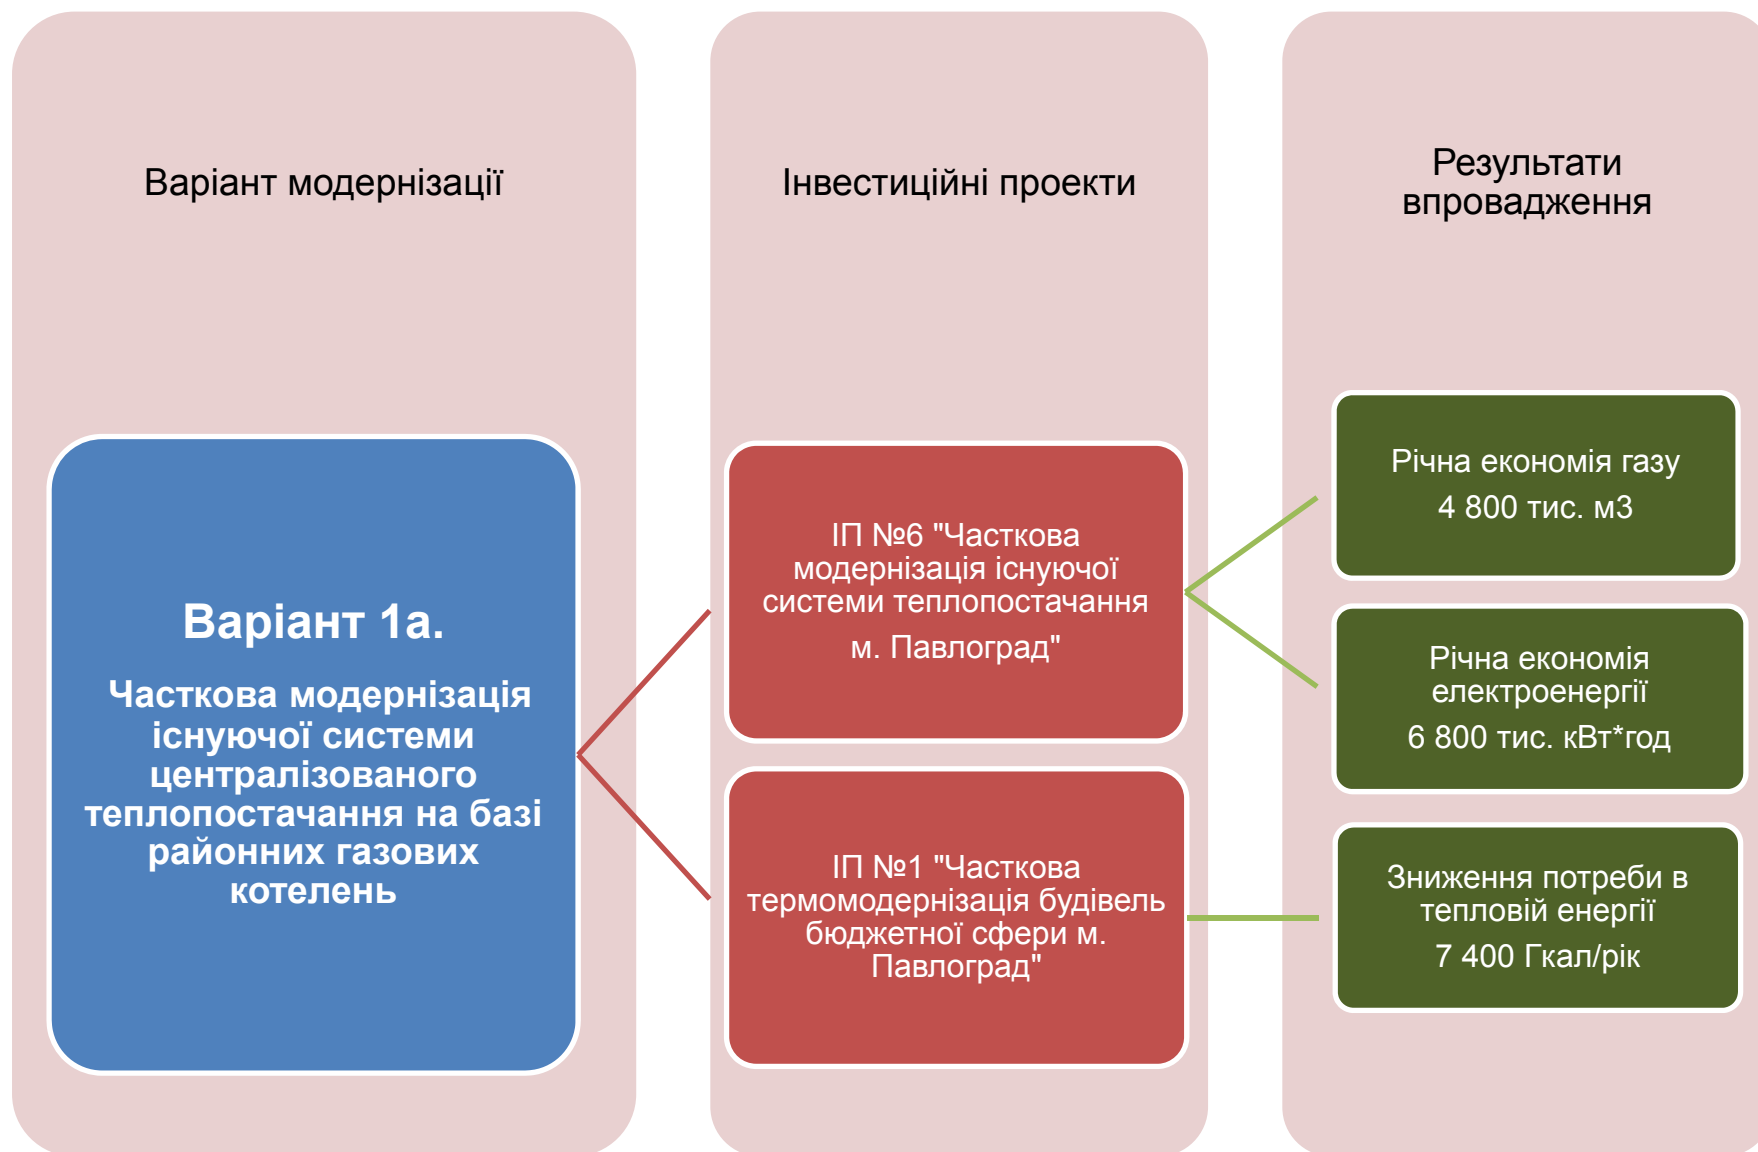 Варіант модернізації
Інвестиційні проекти
Результати
впровадження
Варіант 1а.
Часткова модернізація
існуючої системи
централізованого
теплопостачання на базі
районних газових
котелень
ІП №6 "Часткова
модернізація існуючої
системи теплопостачання
м. Павлоград"
ІП №1 "Часткова
термомодернізація будівель
бюджетної сфери м.
Павлоград"
Річна економія газу
4 800 тис. м3
Річна економія
електроенергії
6 800 тис. кВт*год
Зниження потреби в
тепловій енергії
7 400 Гкал/рік